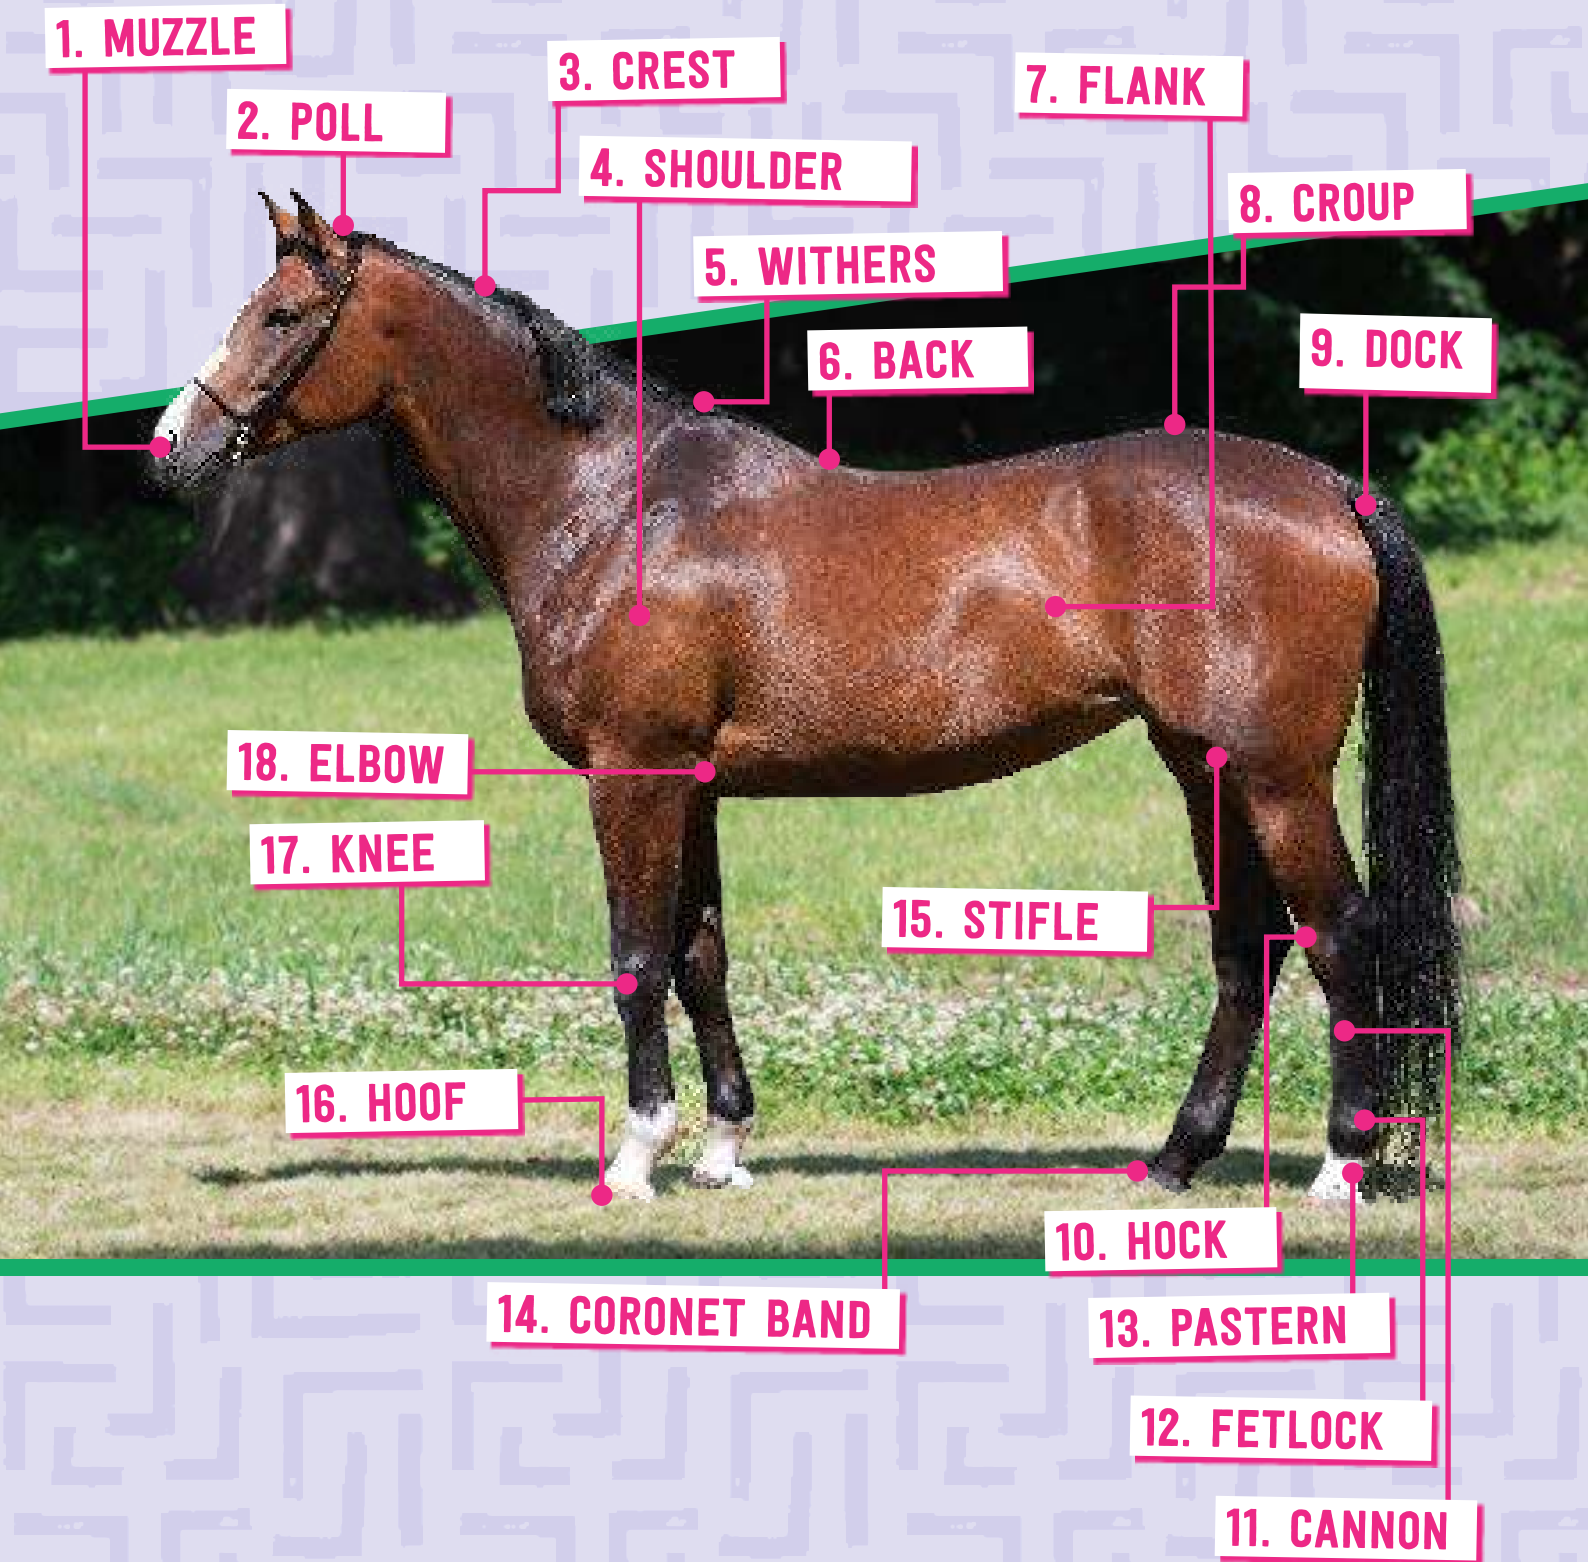 1. MUZZLE
2. POLL
3. CREST
4. SHOULDER
5. WITHERS
6. BACK
7. FLANK
8. CROUP
9. DOCK
10. HOCK
11. CANNON
12. FETLOCK
13. PASTERN
14. CORONET BAND
15. STIFLE
16. HOOF
17. KNEE
18. ELBOW